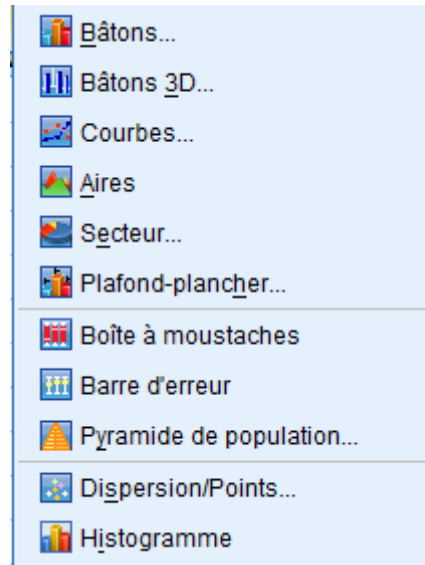 Bâtons...
Bâtons 3D...
Courbes...
Aires
Secteur...
Plafond-plancher...
Boîte à moustaches
Barre d'erreur
Pyramide de population...
Dispersion/Points...
Histogramme